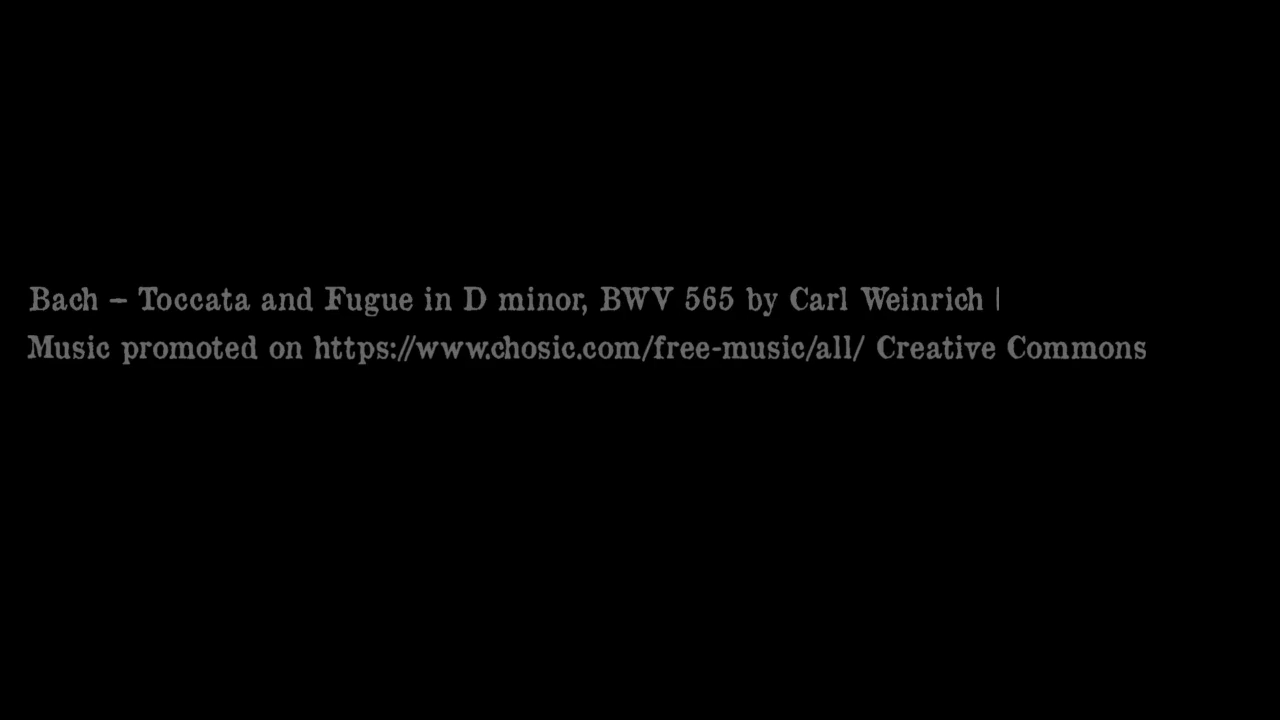 Bach – Toccata and Fugue in D minor, BWV 565 by Carl Weinrich |
Music promoted on https://www.chosic.com/free-music/all/ Creative Commons